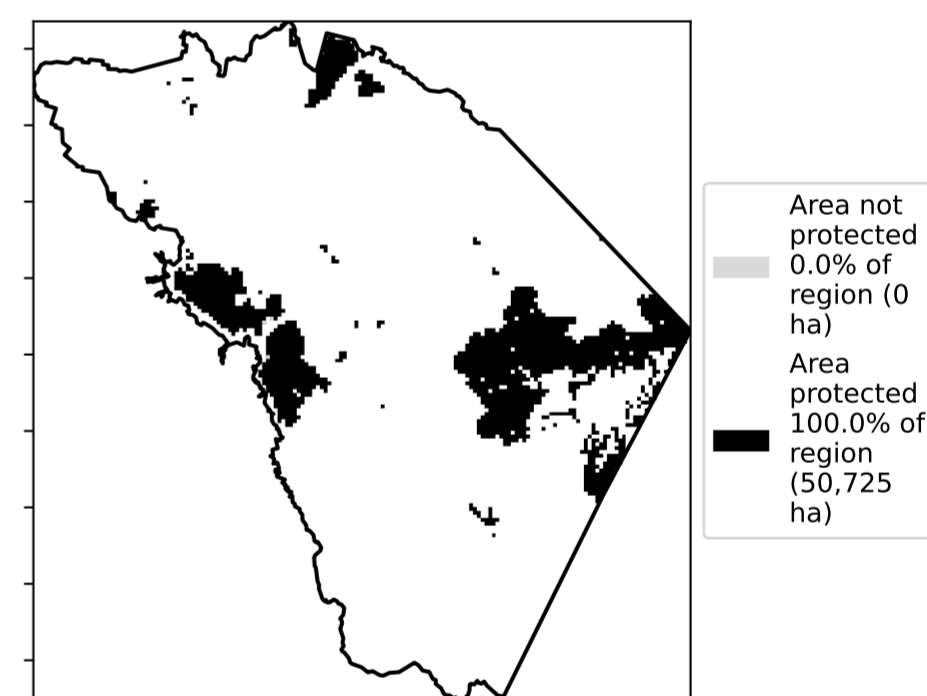 Area not
protected
0.0% of
region (0
ha)
Area
protected
100.0% of
region
(50,725
ha)